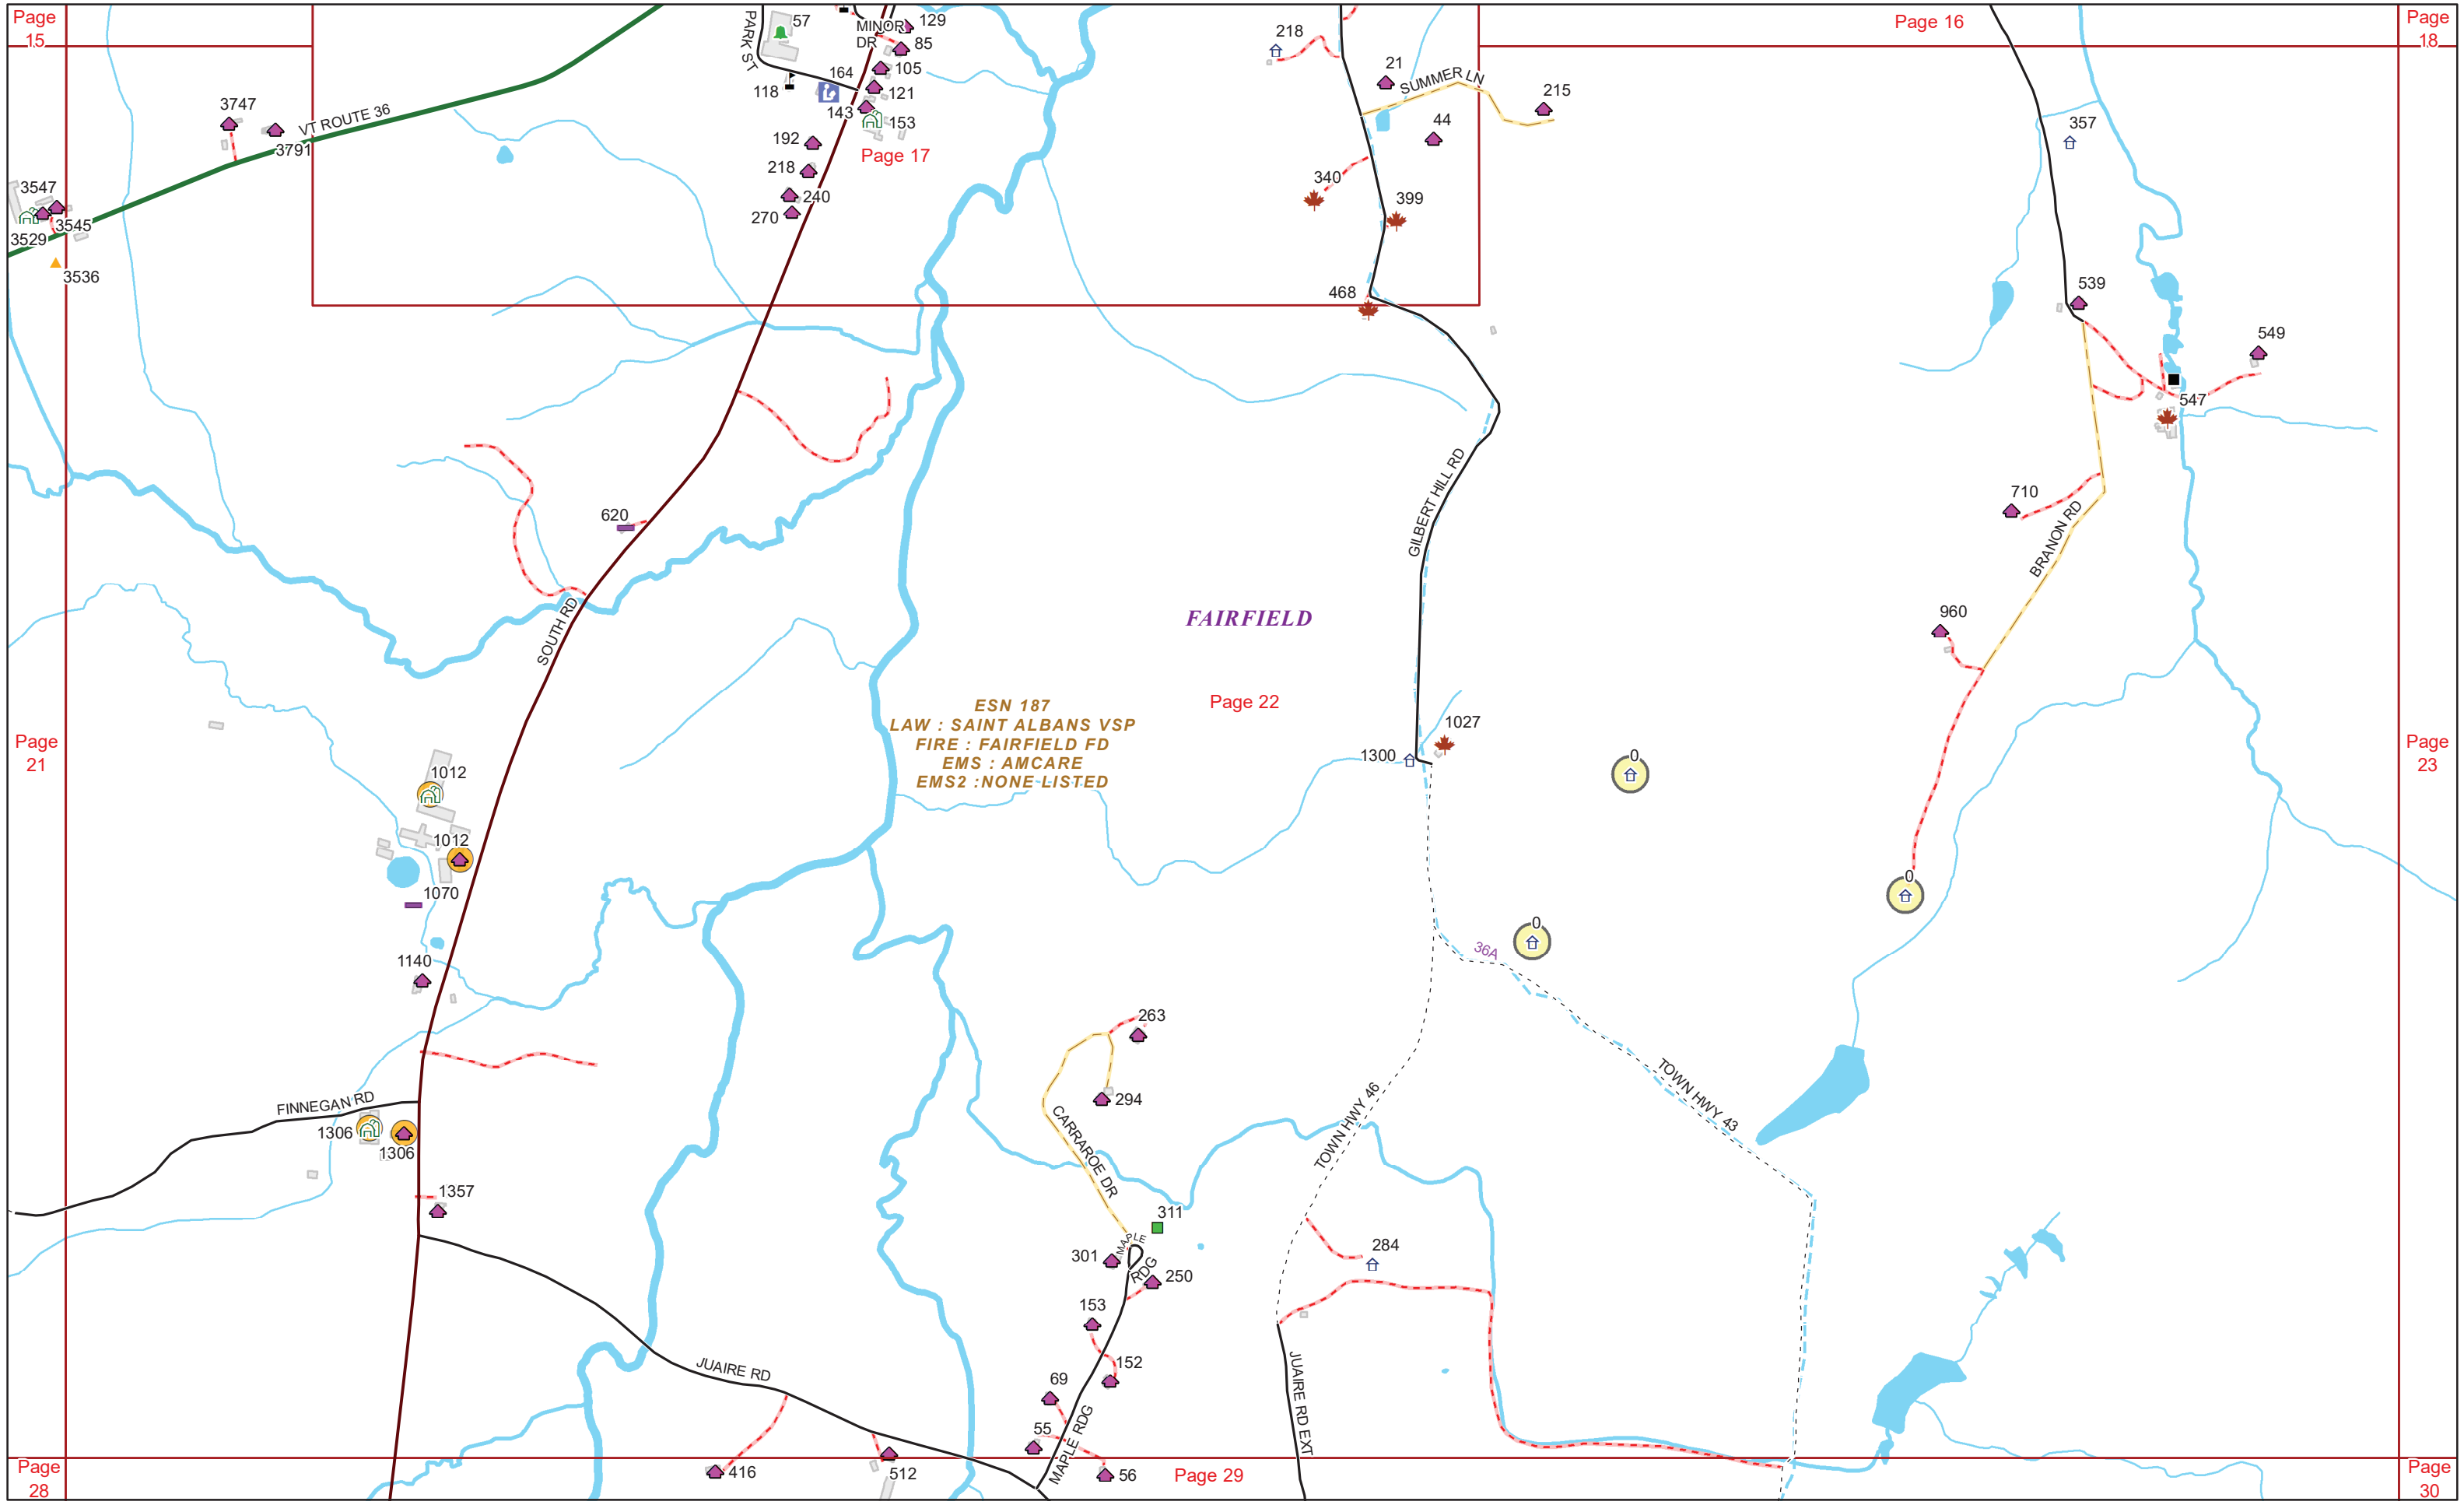 Page
15
Page 16
Page
18
PARK ST
57
MINOR
DR
129
85
105
164
118
121
143
153
Page 17
192
218
240
270
218
21
SUMMER LN
215
44
340
399
468
357
539
549
547
3747
VT ROUTE 36
3791
3547
3545
3529
3536
620
SOUTH RD
GILBERT HILL RD
710
BRANON RD
960
FAIRFIELD
Page 22
ESN 187
LAW : SAINT ALBANS VSP
FIRE : FAIRFIELD FD
EMS : AMCARE
EMS2 :NONE LISTED
Page
21
Page
23
1027
1300
0
0
0
36A
1012
1012
1070
1140
263
294
CARRAROE DR
TOWN HWY 46
TOWN HWY 43
FINNEGAN RD
1306
1306
1357
311
MAPLE
RDG
301
250
284
153
152
69
55
MAPLE RDG
56
JUAIRE RD
JUAIRE RD EXT
416
512
Page
28
Page 29
Page
30